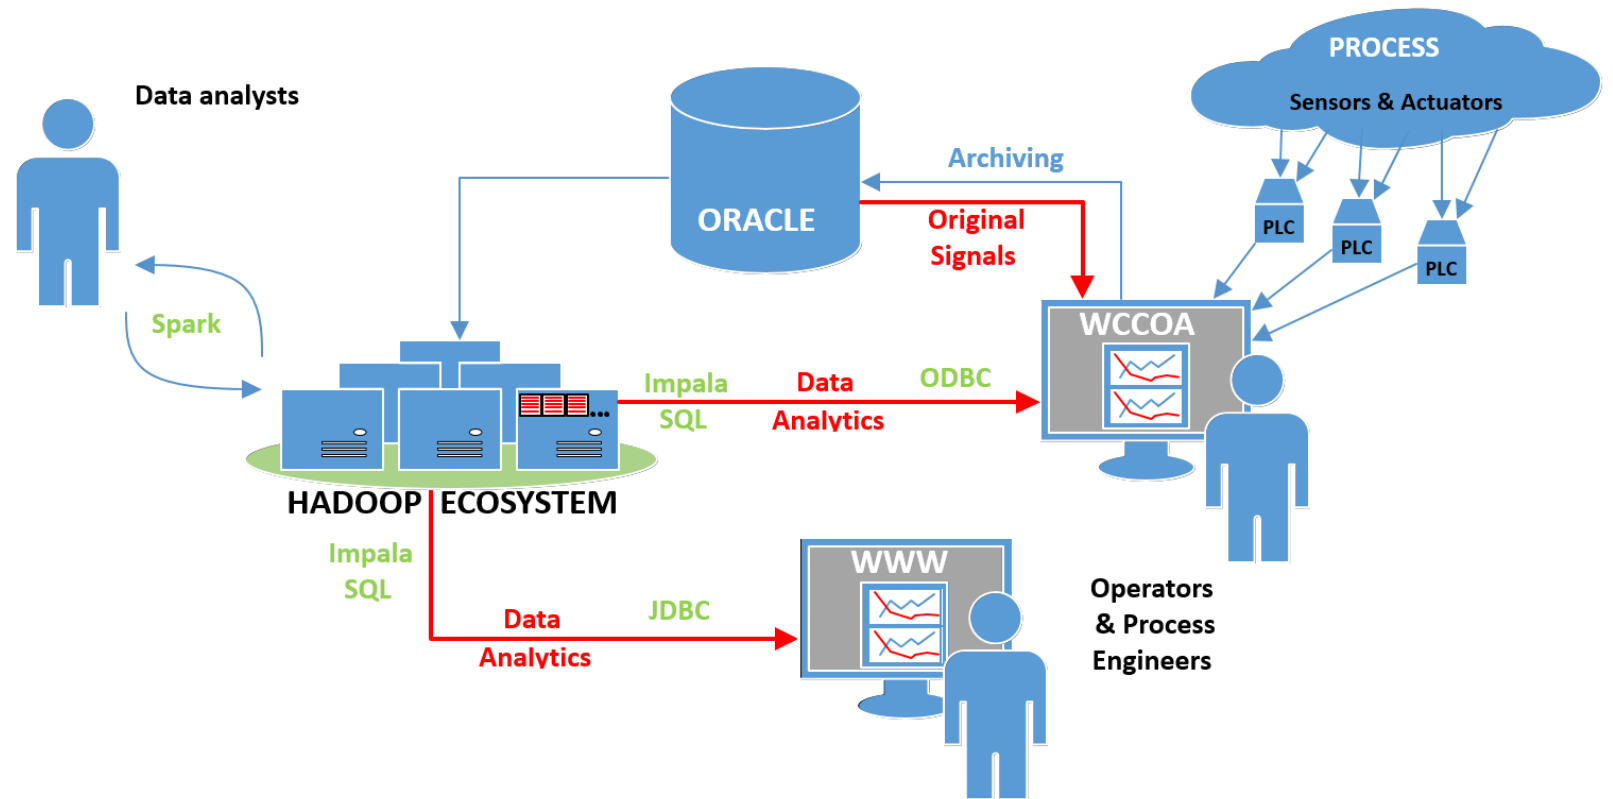 PROCESS
Sensors & Actuators
Data analysts
Archiving
ORACLE
Original
Signals
PLC
PLC
PLC
Spark
WCCOA
Impala
SQL
Data
Analytics
ODBC
HADOOP ECOSYSTEM
Impala
SQL
Data
Analytics
JDBC
WWW
Operators
& Process
Engineers